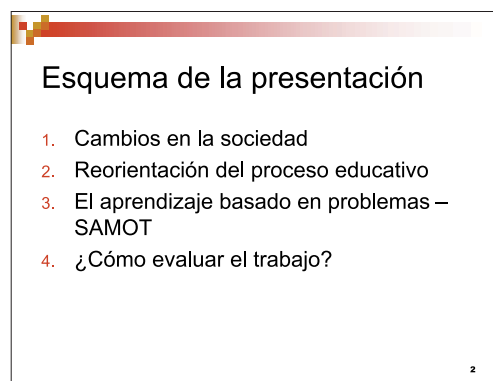 Esquema de la presentación
1. Cambios en la sociedad
2. Reorientación del proceso educativo
3. El aprendizaje basado en problemas –
SAMOT
4. ¿Cómo evaluar el trabajo?
2